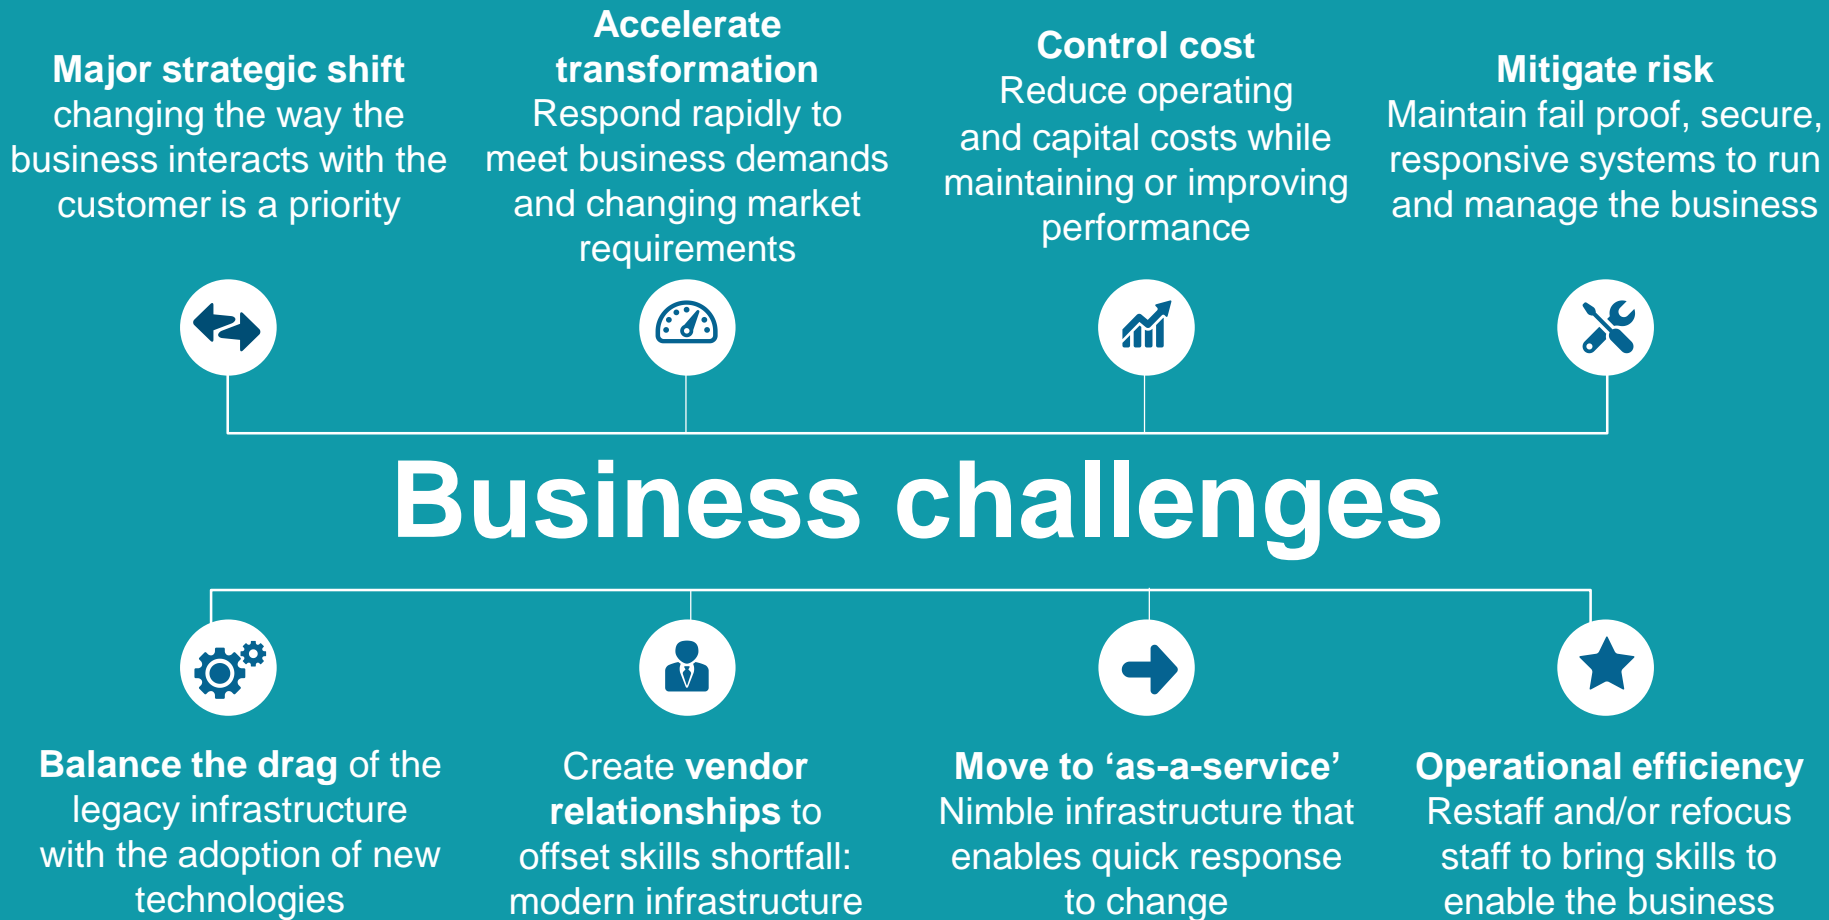 Major strategic shift
changing the way the
business interacts with the
customer is a priority
Accelerate
transformation
Respond rapidly to
meet business demands
and changing market
requirements
Control cost
Reduce operating
and capital costs while
maintaining or improving
performance
Mitigate risk
Maintain fail proof, secure,
responsive systems to run
and manage the business
Business challenges
Balance the drag of the
legacy infrastructure
with the adoption of new
technologies
Create vendor
relationships to
offset skills shortfall:
modern infrastructure
Move to ‘as-a-service’
Nimble infrastructure that
enables quick response
to change
Operational efficiency
Restaff and/or refocus
staff to bring skills to
enable the business